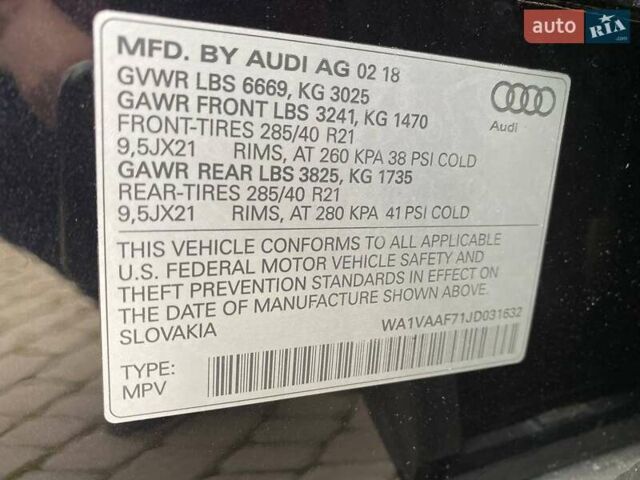 auto RIA.com
MFD. BY AUDI AG 02 18
GVWR LBS 6669, KG 3025
GAWR FRONT LBS 3241, KG 1470
FRONT-TIRES 285/40 R21
9,5JX21 RIMS, AT 260 KPA 38 PSI COLD
GAWR REAR LBS 3825, KG 1735
REAR-TIRES 285/40 R21
9,5JX21 RIMS, AT 280 KPA 41 PSI COLD
Audi
THIS VEHICLE CONFORMS TO ALL APPLICABLE
U.S. FEDERAL MOTOR VEHICLE SAFETY AND
THEFT PREVENTION STANDARDS IN EFFECT ON
THE DATE OF MANUFACTURE SHOWN ABOVE.
SLOVAKIA
WA1VAAF71JD031632
TYPE:
MPV